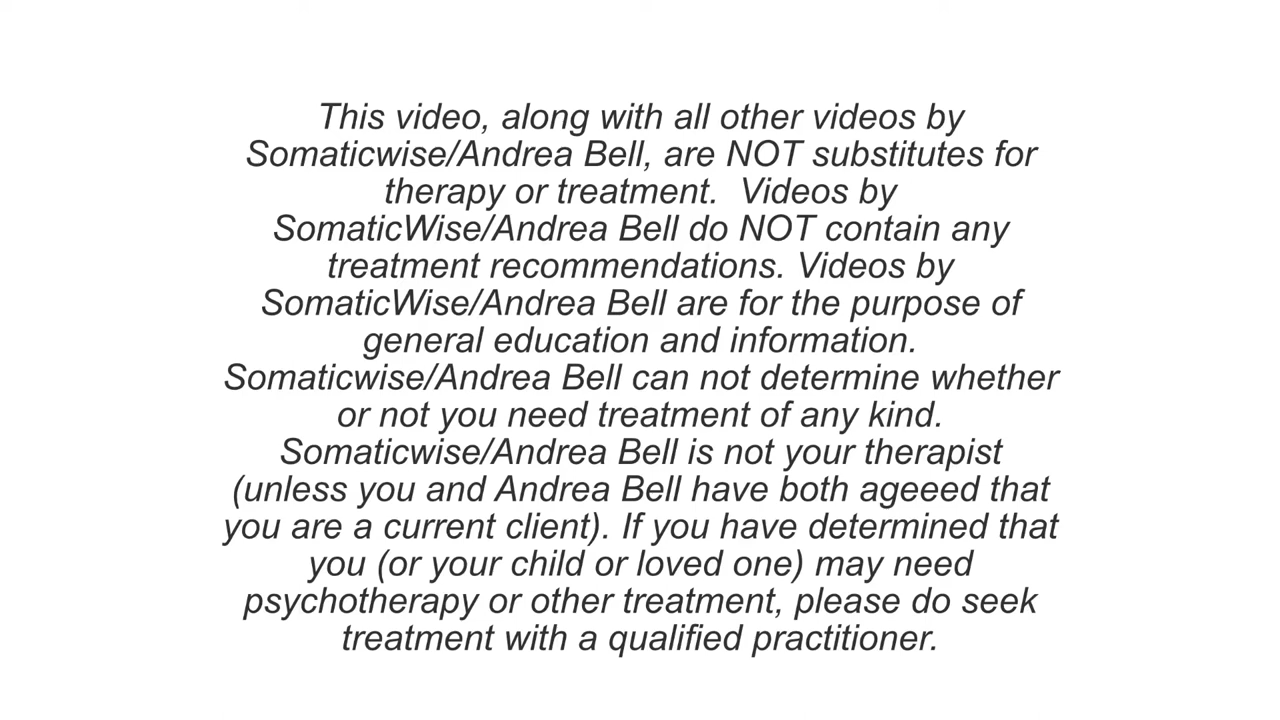 This video, along with all other videos by
Somaticwise/Andrea Bell, are NOT substitutes for
therapy or treatment.  Videos by
SomaticWise/Andrea Bell do NOT contain any
treatment recommendations. Videos by
SomaticWise/Andrea Bell are for the purpose of
general education and information.
Somaticwise/Andrea Bell can not determine whether
or not you need treatment of any kind.
Somaticwise/Andrea Bell is not your therapist
(unless you and Andrea Bell have both ageeed that
you are a current client). If you have determined that
you (or your child or loved one) may need
psychotherapy or other treatment, please do seek
treatment with a qualified practitioner.